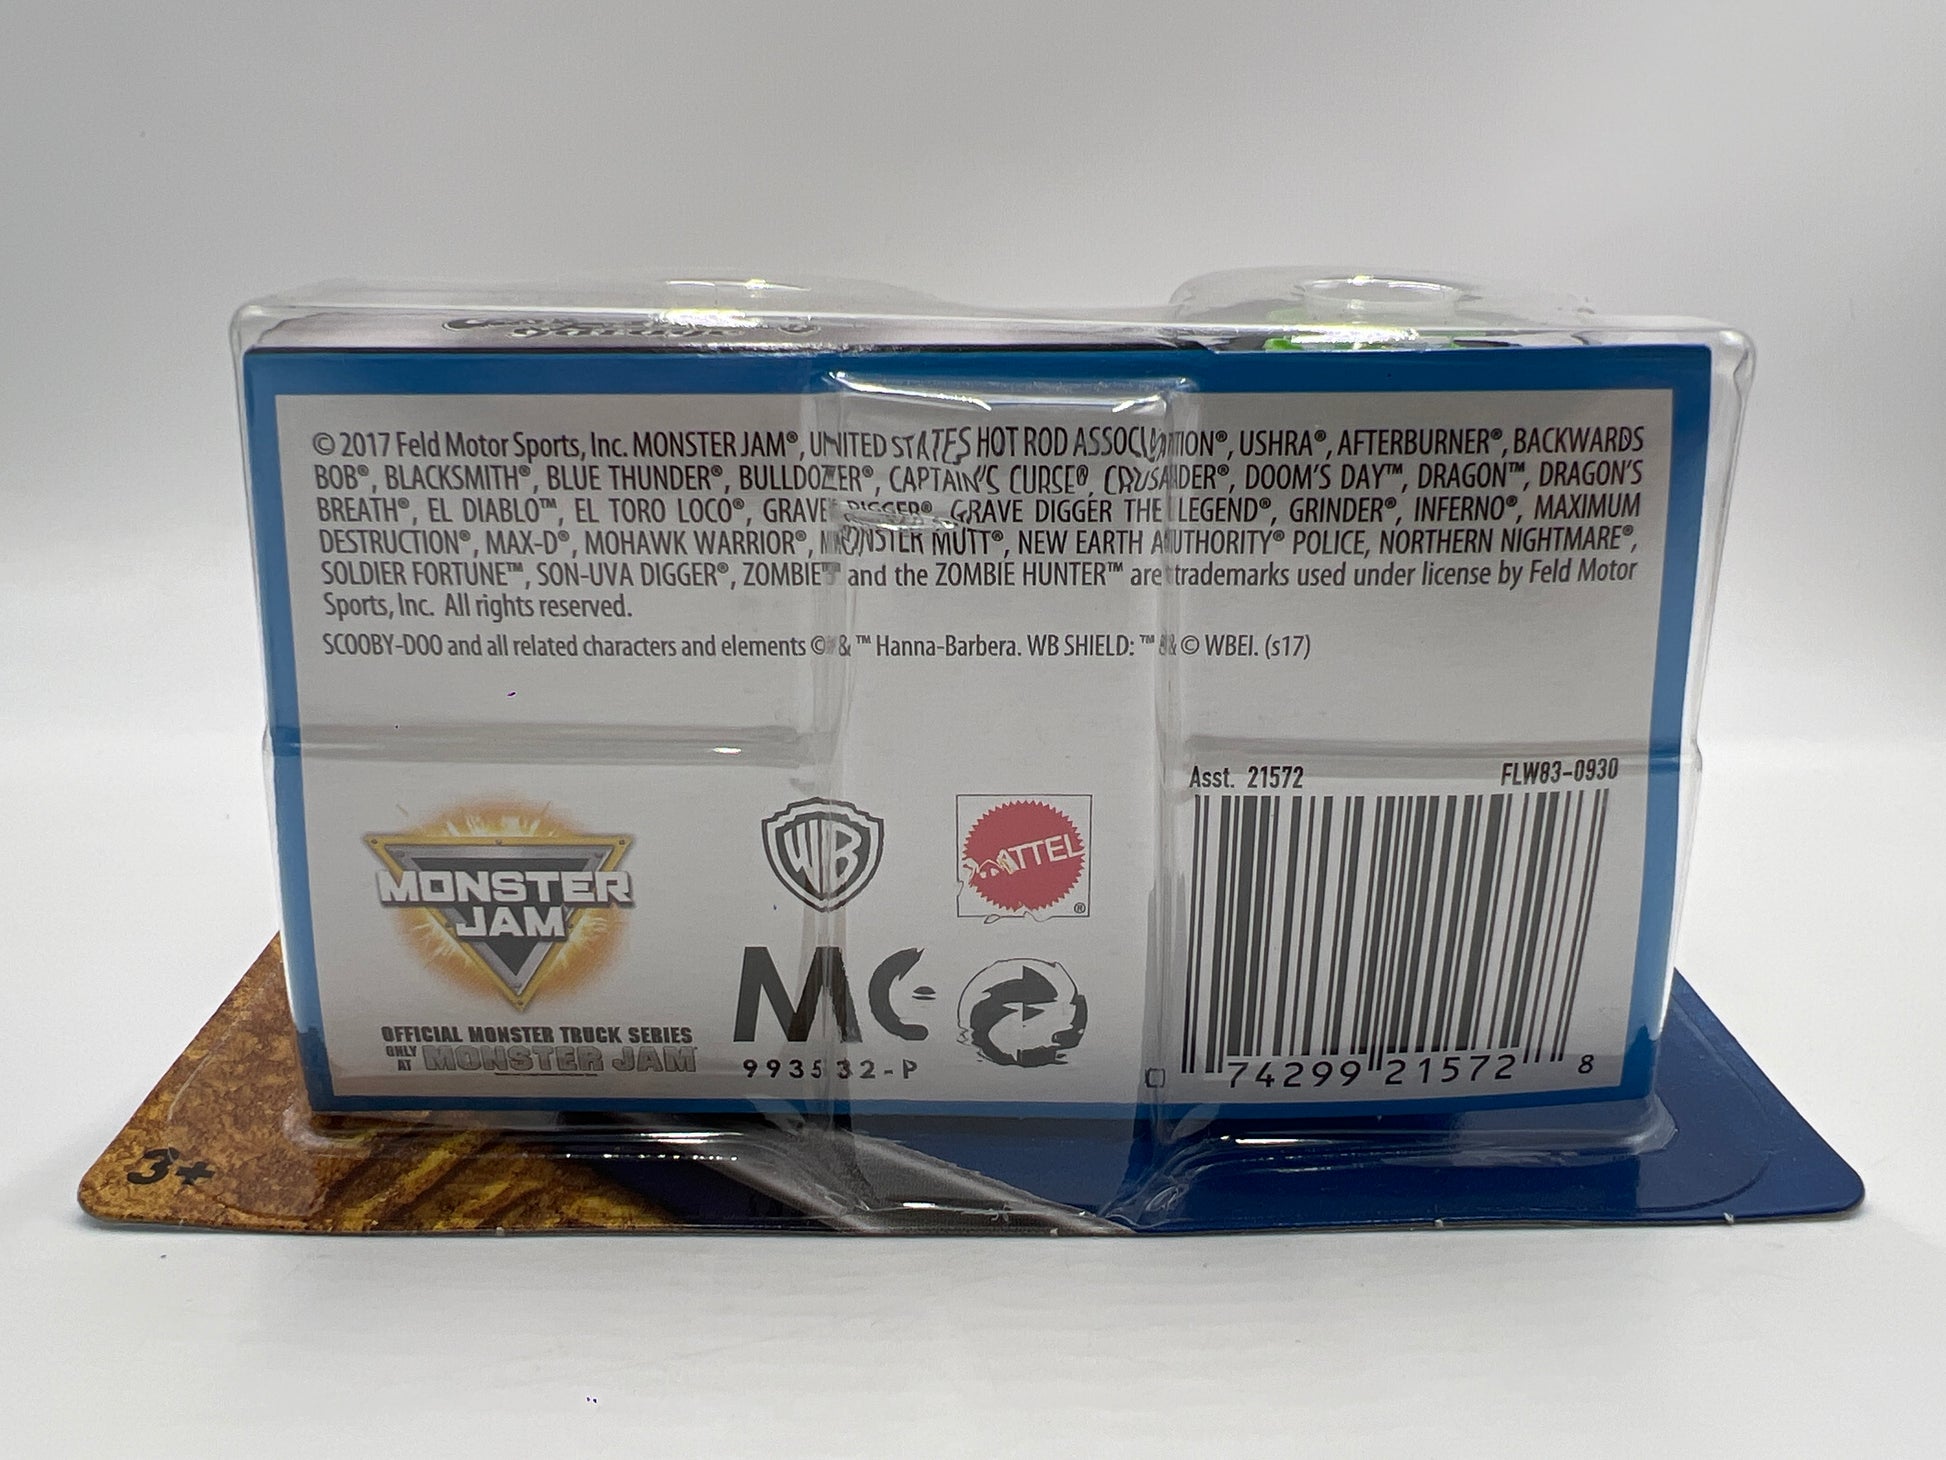 © 2017 Feld Motor Sports, Inc. MONSTER JAM®, UNITED STATES HOT ROD ASSOCIATION®, USHRA®, AFTERBURNER®, BACKWARDS
BOB®, BLACKSMITH®, BLUE THUNDER®, BULLDOZER®, CAPTAIN'S CURSE®, CRUSADER®, DOOM'S DAY™, DRAGON™, DRAGON'S
BREATH®, EL DIABLO™, EL TORO LOCO®, GRAVE DIGGER®, GRAVE DIGGER THE LEGEND®, GRINDER®, INFERNO®, MAXIMUM
DESTRUCTION®, MAX-D®, MOHAWK WARRIOR®, MONSTER MUTT®, NEW EARTH AUTHORITY® POLICE, NORTHERN NIGHTMARE®,
SOLDIER FORTUNE™, SON-UVA DIGGER®, ZOMBIE™ and the ZOMBIE HUNTER™ are trademarks used under license by Feld Motor
Sports, Inc. All rights reserved.
SCOOBY-DOO and all related characters and elements © & ™ Hanna-Barbera. WB SHIELD: ™ & © WBEI. (s17)
Asst. 21572 FLW83-0930
MONSTER
JAM
OFFICIAL MONSTER TRUCK SERIES
ONLY AT MONSTER JAM
WB
MATTEL ®
MC
993532-P
74299 21572 8
3+